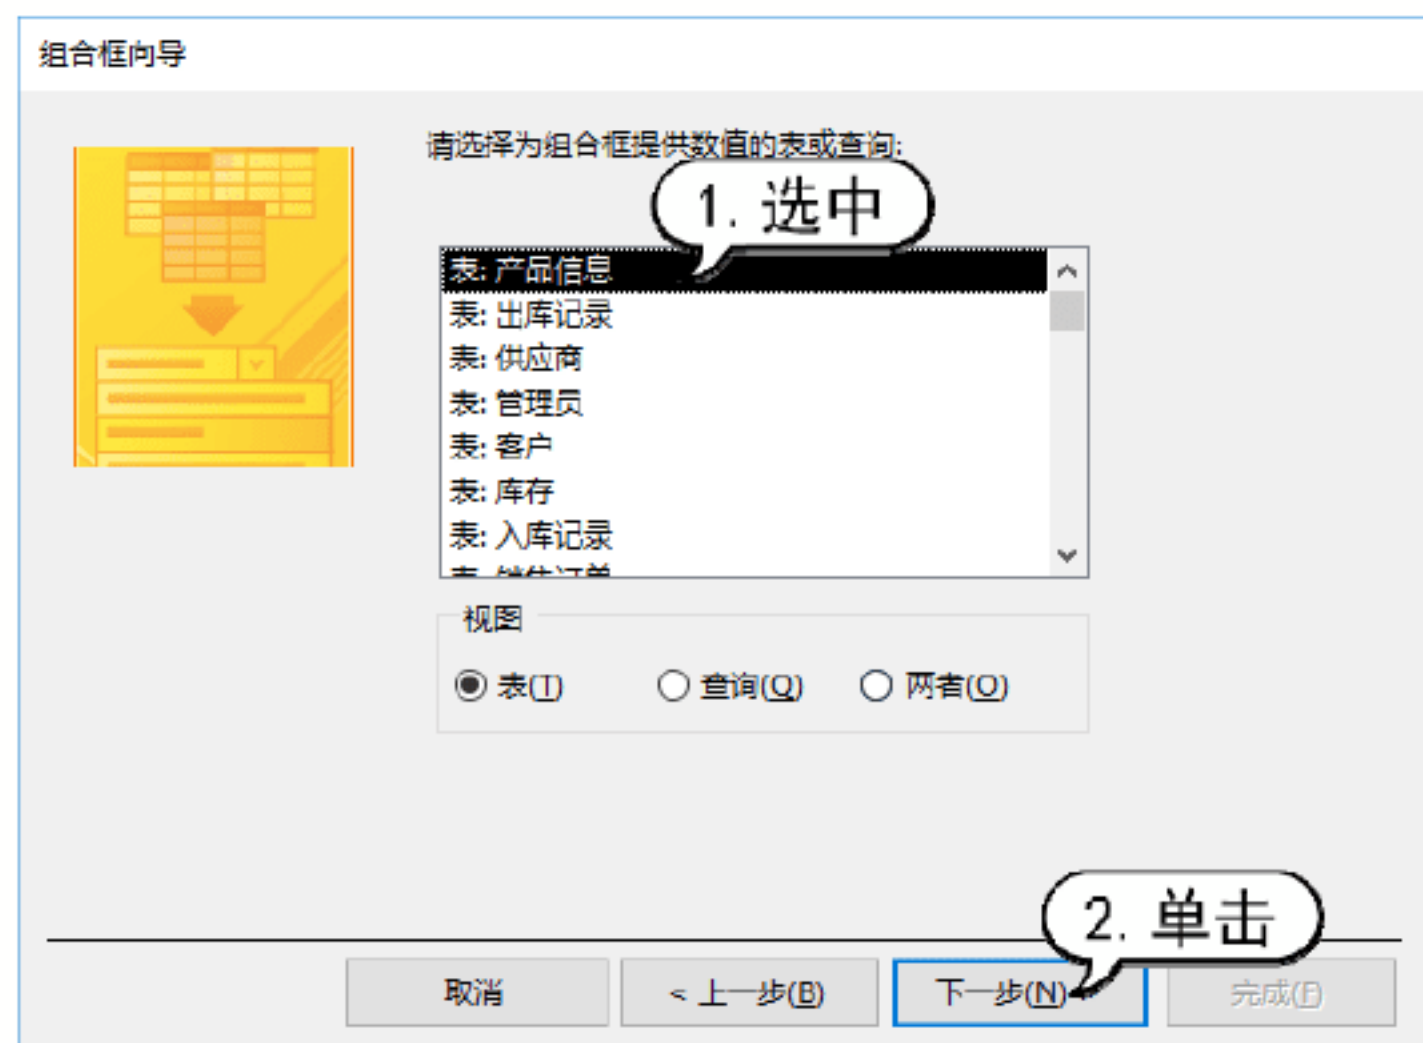 组合框向导
请选择为组合框提供数值的表或查询:
1. 选中
表: 产品信息
表: 出库记录
表: 供应商
表: 管理员
表: 客户
表: 库存
表: 入库记录
视图
表(T) 查询(Q) 两者(O)
2. 单击
取消 < 上一步(B) 下一步(N) 完成(F)